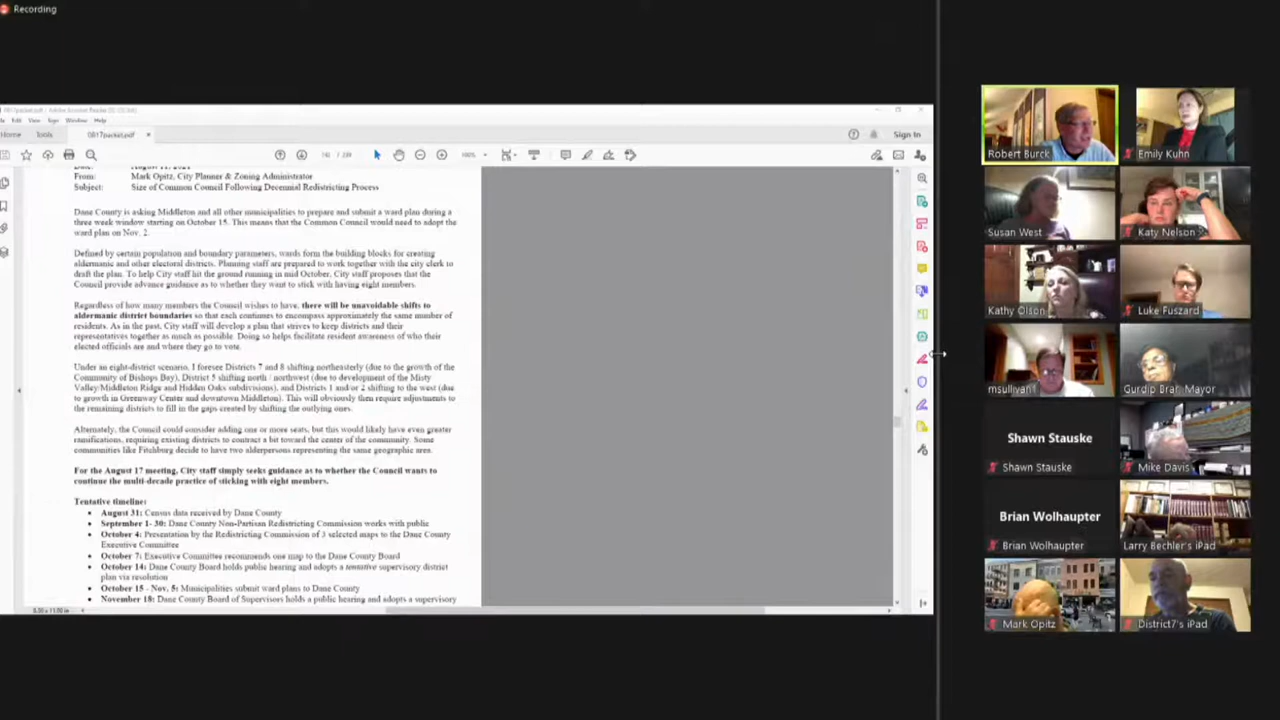 Recording
0817packet.pdf - Adobe Acrobat Reader
Edit View Sign Window Help
Home Tools 0817packet.pdf × Sign In
100%
From: Mark Opitz, City Planner & Zoning Administrator
Subject: Size of Common Council Following Decennial Redistricting Process
Dane County is asking Middleton and all other municipalities to prepare and submit a ward plan during a
three week window starting on October 15. This means that the Common Council would need to adopt the
ward plan on Nov. 2.
Defined by certain population and boundary parameters, wards form the building blocks for creating
aldermanic and other electoral districts. Planning staff are prepared to work together with the city clerk to
draft the plan. To help City staff hit the ground running in mid October, City staff proposes that the
Council provide advance guidance as to whether they want to stick with having eight members.
Regardless of how many members the Council wishes to have, there will be unavoidable shifts to
aldermanic district boundaries so that each continues to encompass approximately the same number of
residents. As in the past, City staff will develop a plan that strives to keep districts and their
representatives together as much as possible. Doing so helps facilitate resident awareness of who their
elected officials are and where they go to vote.
Under an eight-district scenario, I foresee Districts 7 and 8 shifting northeasterly (due to the growth of the
Community of Bishops Bay), District 5 shifting north / northwest (due to development of the Misty
Valley/Middleton Ridge and Hidden Oaks subdivisions), and Districts 1 and/or 2 shifting to the west (due
to growth in Greenway Center and downtown Middleton). This will obviously then require adjustments to
the remaining districts to fill in the gaps created by shifting the outlying ones.
Alternately, the Council could consider adding one or more seats, but this would likely have even greater
ramifications, requiring existing districts to contract a bit toward the center of the community. Some
communities like Fitchburg decide to have two alderpersons representing the same geographic area.
For the August 17 meeting, City staff simply seeks guidance as to whether the Council wants to
continue the multi-decade practice of sticking with eight members.
Tentative timeline:
• August 31: Census data received by Dane County
• September 1- 30: Dane County Non-Partisan Redistricting Commission works with public
• October 4: Presentation by the Redistricting Commission of 3 selected maps to the Dane County
Executive Committee
• October 7: Executive Committee recommends one map to the Dane County Board
• October 14: Dane County Board holds public hearing and adopts a tentative supervisory district
plan via resolution
• October 15 - Nov. 5: Municipalities submit ward plans to Dane County
• November 18: Dane County Board of Supervisors holds a public hearing and adopts a supervisory
8.50 x 11.00 in
Robert Burck
Emily Kuhn
Susan West
Katy Nelson
Kathy Olson
Luke Fuszard
msullivan
Gurdip Brar, Mayor
Shawn Stauske
Shawn Stauske
Mike Davis
Brian Wolhaupter
Brian Wolhaupter
Larry Bechler's iPad
Mark Opitz
District7's iPad